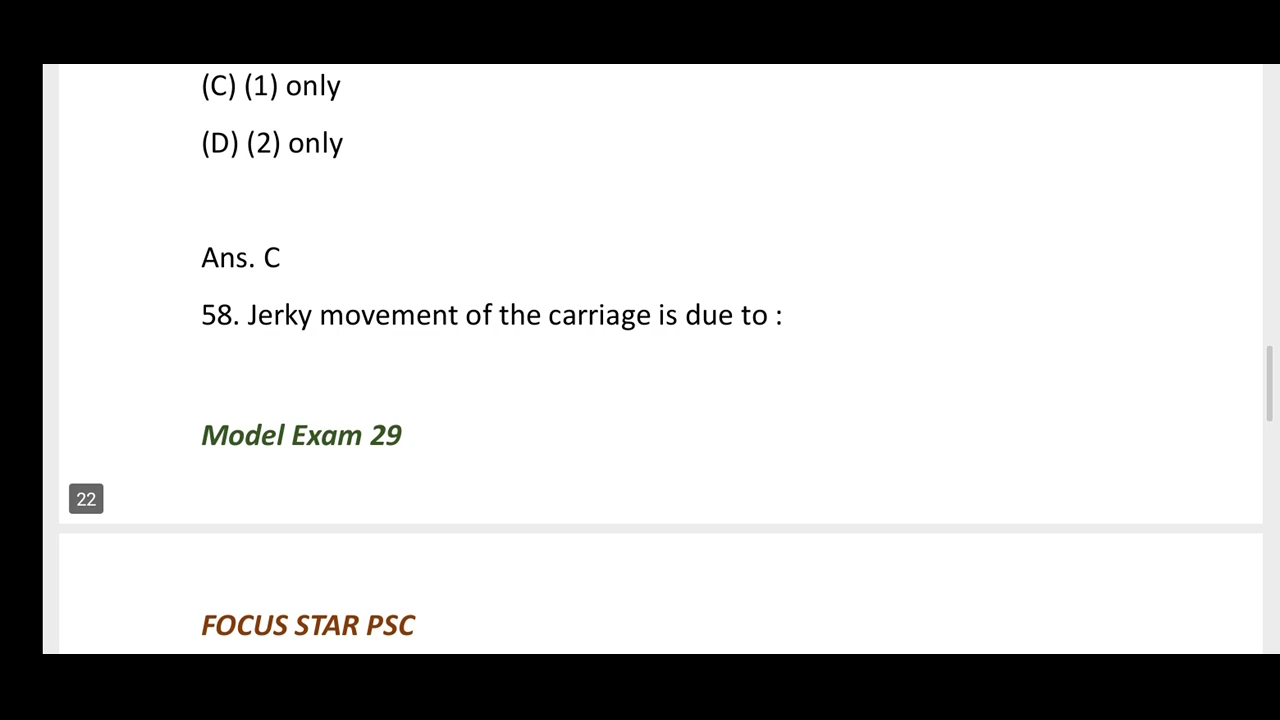 (C) (1) only
(D) (2) only
Ans. C
58. Jerky movement of the carriage is due to :
Model Exam 29
22
FOCUS STAR PSC